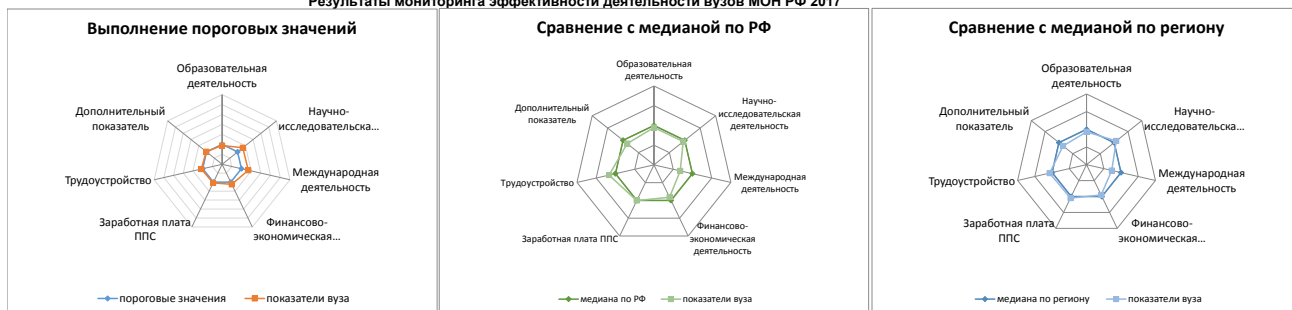 Результаты мониторинга эффективности деятельности вузов МОН РФ 2017
Выполнение пороговых значений
Образовательная
деятельность
Научно-
исследовательска...
Международная
деятельность
Финансово-
экономическая...
Заработная плата
ППС
Трудоустройство
Дополнительный
показатель
пороговые значения
показатели вуза
Сравнение с медианой по РФ
Образовательная
деятельность
Научно-
исследовательская
деятельность
Международная
деятельность
Финансово-
экономическая деятельность
Заработная плата ППС
Трудоустройство
Дополнительный
показатель
медиана по РФ
показатели вуза
Сравнение с медианой по региону
Образовательная
деятельность
Научно-
исследовательска...
Международная
деятельность
Финансово-
экономическая...
Заработная плата
ППС
Трудоустройство
Дополнительный
показатель
медиана по региону
показатели вуза